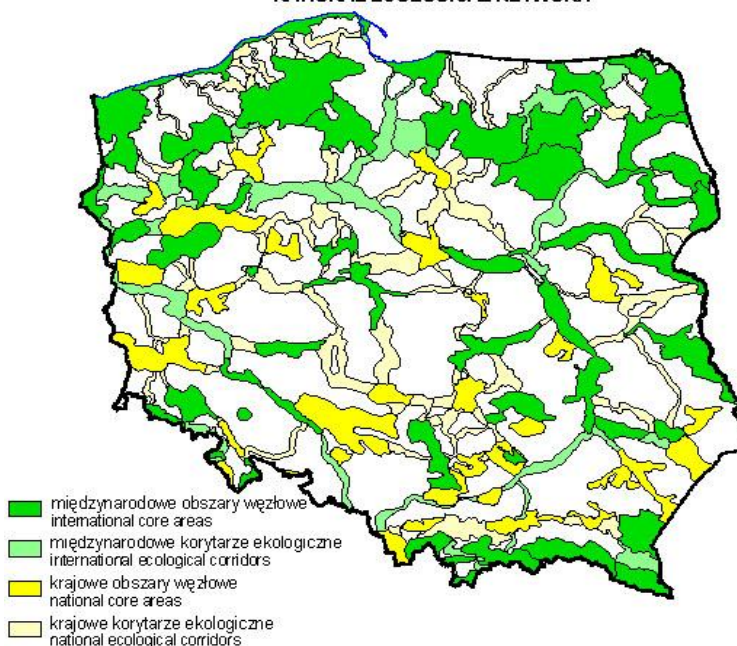 międzynarodowe obszary węzłowe
international core areas
międzynarodowe korytarze ekologiczne
international ecological corridors
krajowe obszary węzłowe
national core areas
krajowe korytarze ekologiczne
national ecological corridors